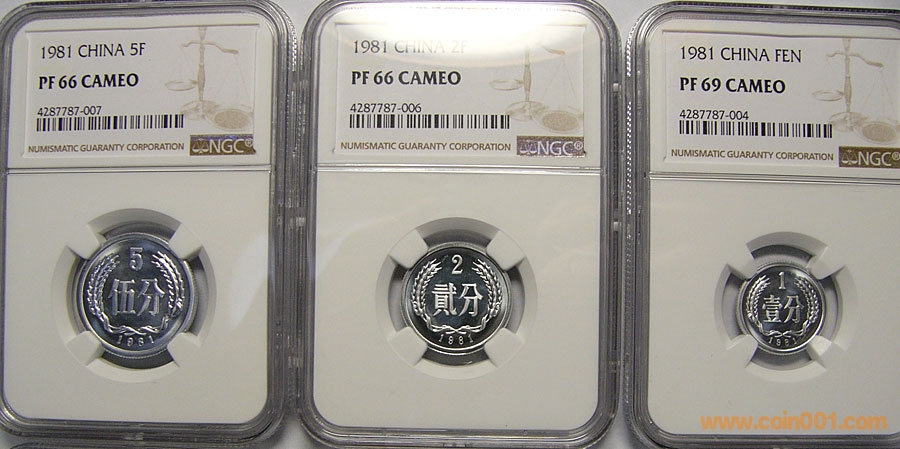 1981 CHINA 5F
PF 66 CAMEO
4287787-007
NUMISMATIC GUARANTY CORPORATION NGC®
5
伍分
1981
1981 CHINA 2F
PF 66 CAMEO
4287787-006
NUMISMATIC GUARANTY CORPORATION NGC®
2
贰分
1981
1981 CHINA FEN
PF 69 CAMEO
4287787-004
NUMISMATIC GUARANTY CORPORATION NGC®
1
壹分
1981
www.coin001.com